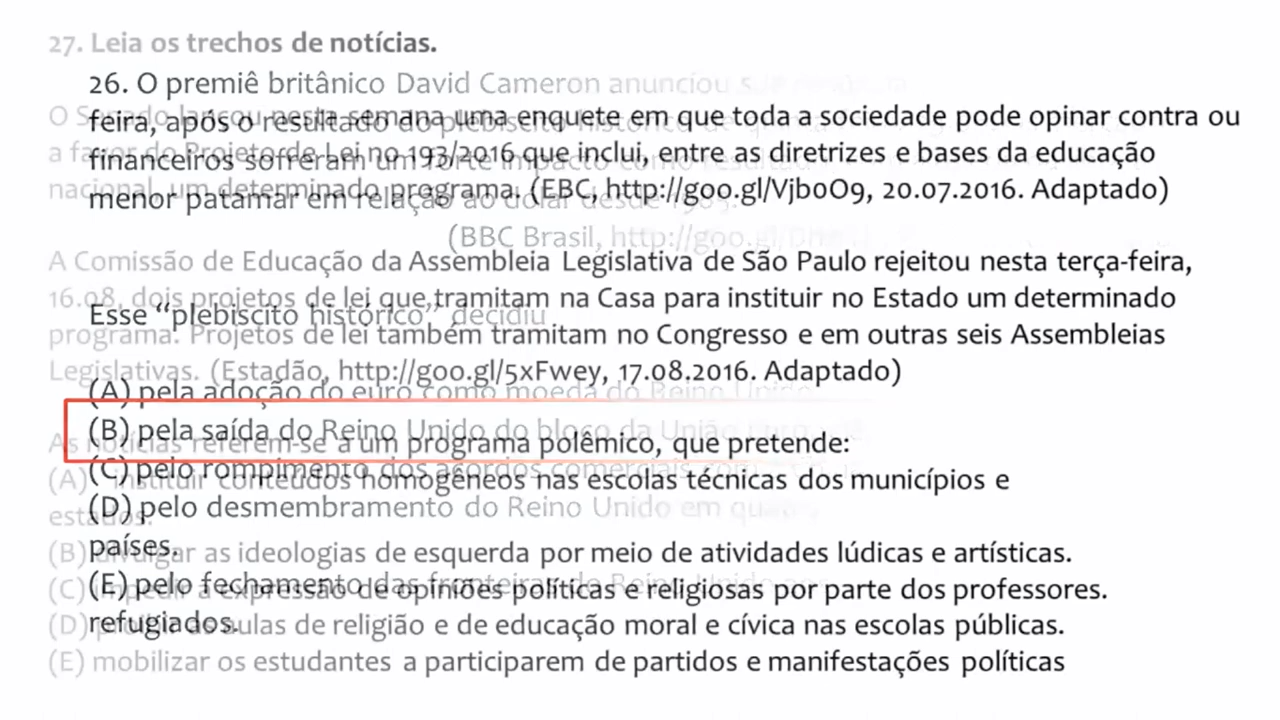 27. Leia os trechos de notícias.
26. O premiê britânico David Cameron anunciou
O Senado lançou nesta semana uma enquete em que toda a sociedade pode opinar contra ou
feira, após o resultado do plebiscito histórico
a favor do Projeto de Lei no 193/2016 que inclui, entre as diretrizes e bases da educação
financeiros sofreram um forte impacto como resultado
nacional, um determinado programa. (EBC, http://goo.gl/VjboO9, 20.07.2016. Adaptado)
menor patamar em relação ao dólar desde 1985.
(BBC Brasil, http://goo.gl/
A Comissão de Educação da Assembleia Legislativa de São Paulo rejeitou nesta terça-feira,
16.08, dois projetos de lei que tramitam na Casa para instituir no Estado um determinado
Esse “plebiscito histórico” decidiu
programa. Projetos de lei também tramitam no Congresso e em outras seis Assembleias
Legislativas. (Estadão, http://goo.gl/5xFwey, 17.08.2016. Adaptado)
(A) pela adoção do euro como moeda do Reino Unido.
(B) pela saída do Reino Unido do bloco da União
As notícias referem-se a um programa polêmico, que pretende:
(C) pelo rompimento dos acordos comerciais com
(A) instituir conteúdos homogêneos nas escolas técnicas dos municípios e
(D) pelo desmembramento do Reino Unido em
estados.
países.
(B) divulgar as ideologias de esquerda por meio de atividades lúdicas e artísticas.
(E) pelo fechamento das fronteiras do Reino Unido
(C) impedir a expressão de opiniões políticas e religiosas por parte dos professores.
refugiados.
(D) aulas de religião e de educação moral e cívica nas escolas públicas.
(E) mobilizar os estudantes a participarem de partidos e manifestações políticas